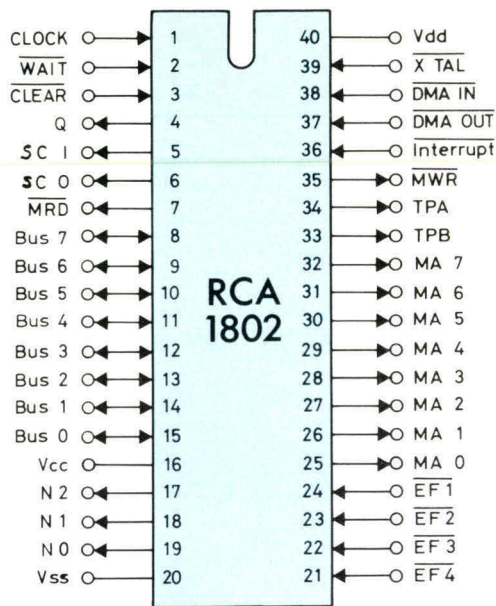 CLOCK 1 40 Vdd
WAIT 2 39 X TAL
CLEAR 3 38 DMA IN
Q 4 37 DMA OUT
SC 1 5 36 Interrupt
SC 0 6 35 MWR
MRD 7 34 TPA
Bus 7 8 33 TPB
Bus 6 9 32 MA 7
Bus 5 10 31 MA 6
Bus 4 11 30 MA 5
Bus 3 12 29 MA 4
Bus 2 13 28 MA 3
Bus 1 14 27 MA 2
Bus 0 15 26 MA 1
Vcc 16 25 MA 0
N 2 17 24 EF 1
N 1 18 23 EF 2
N 0 19 22 EF 3
Vss 20 21 EF 4
RCA
1802